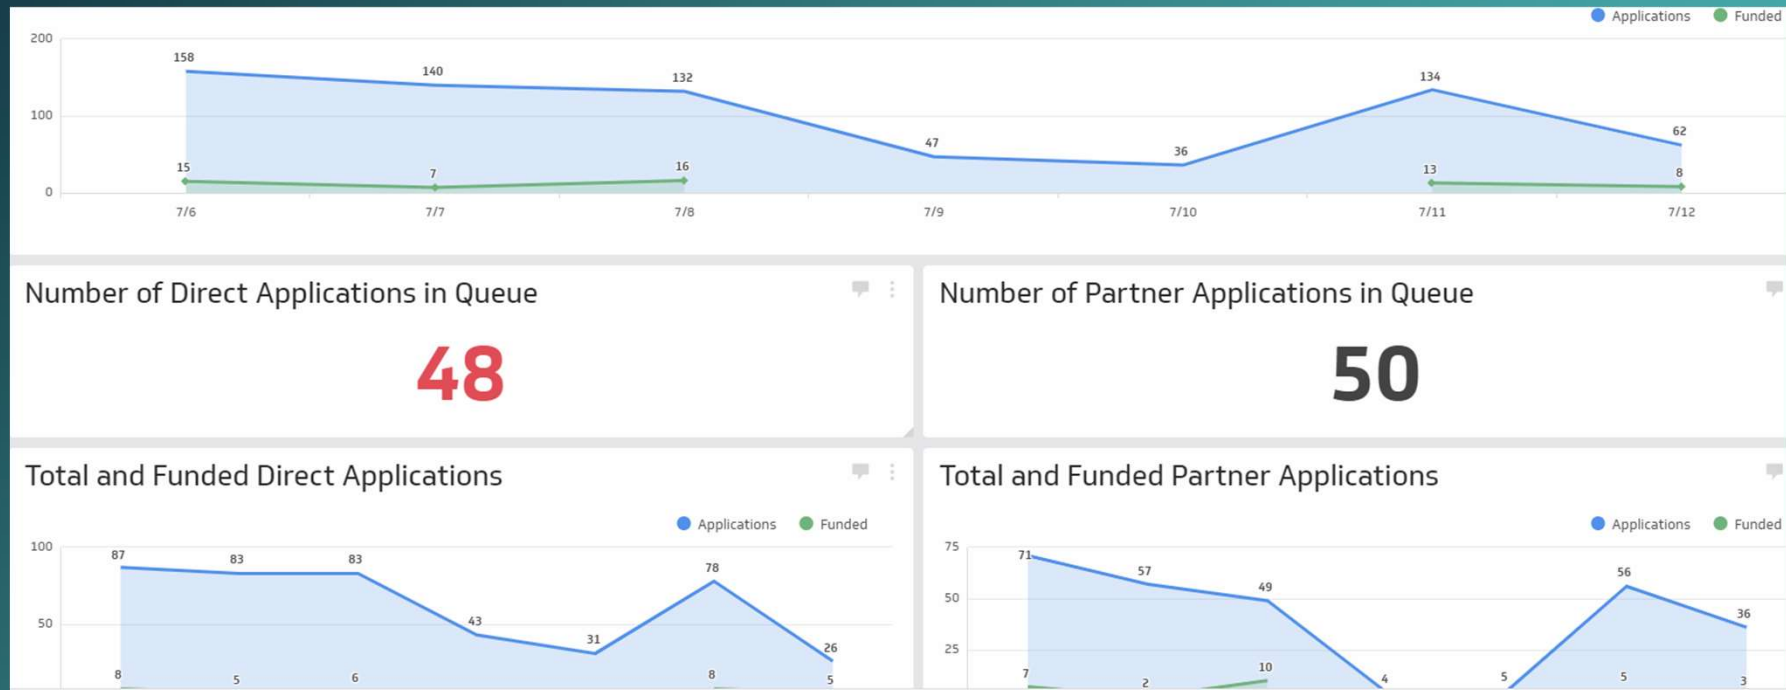 Applications Funded
200
158
140
132
134
100
62
47
36
15
7
16
13
8
0
7/6 7/7 7/8 7/9 7/10 7/11 7/12
Number of Direct Applications in Queue
48
Number of Partner Applications in Queue
50
Total and Funded Direct Applications
Applications Funded
100
87 83 83 78
50
43
31
26
8 5 6 8 5
Total and Funded Partner Applications
Applications Funded
75
71
57
56
50
49
36
25
7 2 10 4 5 5 3